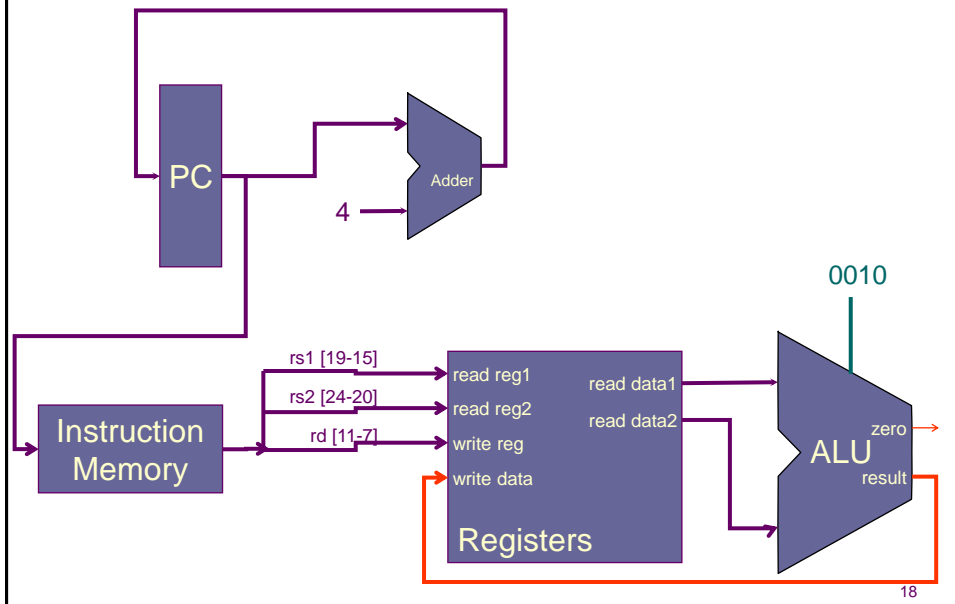 PC
Adder
4
0010
rs1 [19-15]
read reg1
read data1
rs2 [24-20]
read reg2
read data2
Instruction
Memory
rd [11-7]
write reg
zero
ALU
write data
result
Registers
18